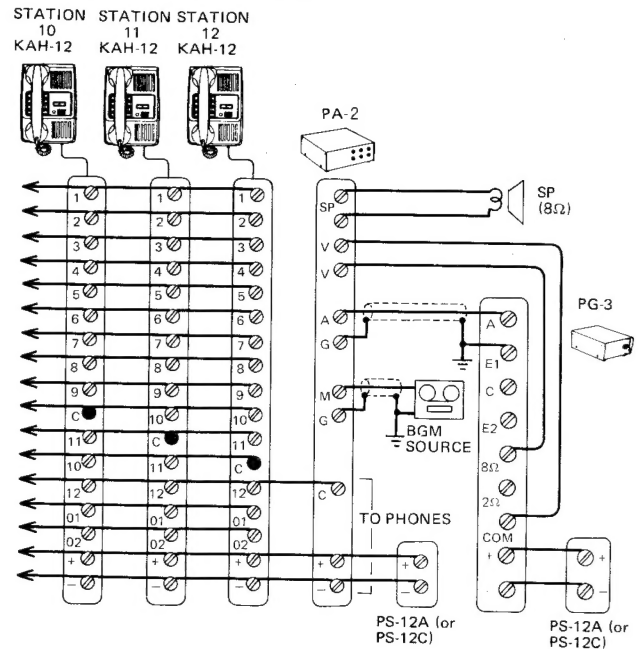 STATION 10 KAH-12
STATION 11 KAH-12
STATION 12 KAH-12
PA-2
SP (8Ω)
PG-3
1 1 1 SP
2 2 2
3 3 3 V
4 4 4 V
5 5 5
6 6 6 A A
7 7 7 G E1
8 8 8 C
9 9 9 M
C 10 10 G E2
BGM SOURCE
11 C 11
10 11 C 8Ω
12 12 12 C 2Ω
TO PHONES
01 01 01
02 02 02 COM
+ + + + + + +
− − − − − −
PS-12A (or
PS-12C)
PS-12A (or
PS-12C)